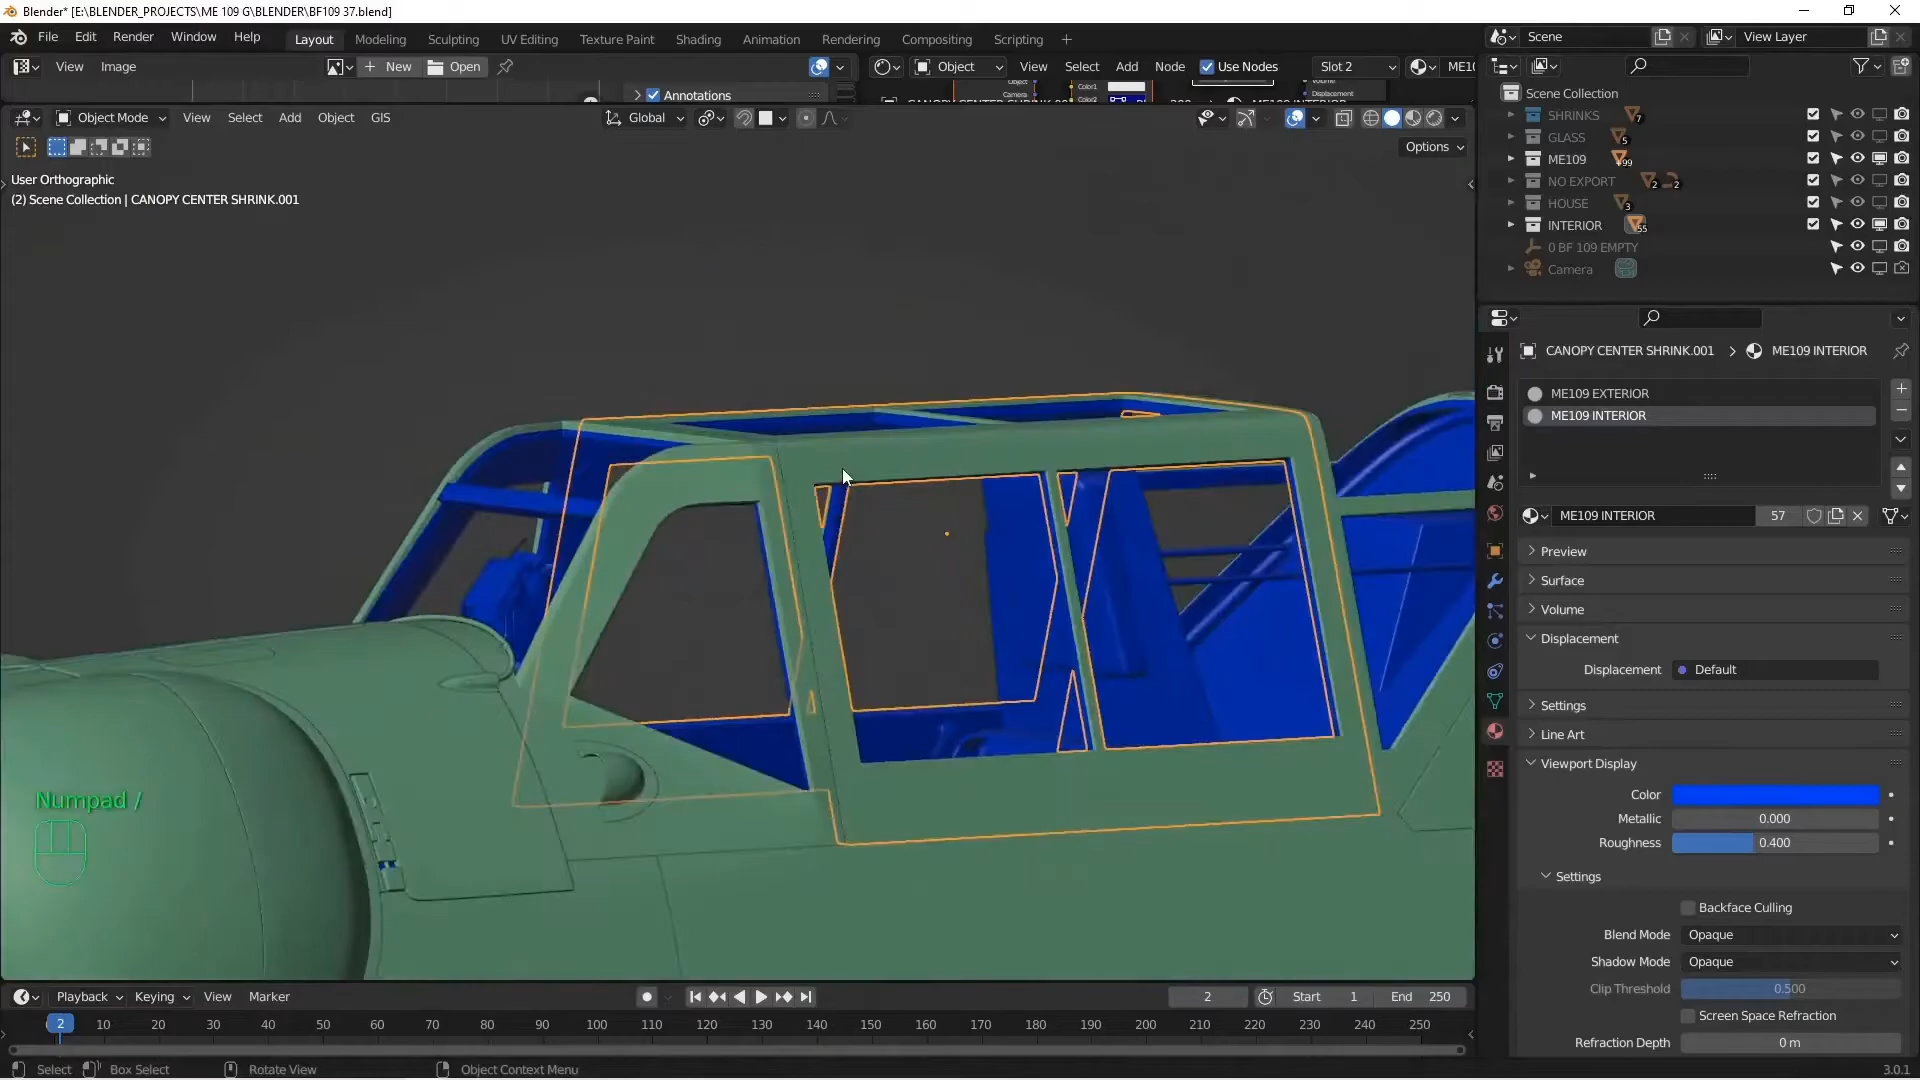 Blender* [E:\BLENDER_PROJECTS\ME 109 G\BLENDER\BF109 37.blend]
File Edit Render Window Help Layout Modeling Sculpting UV Editing Texture Paint Shading Animation Rendering Compositing Scripting + Scene View Layer
View Image New Open Object View Select Add Node Use Nodes Slot 2 ME10
Annotations
Scene Collection
Object Mode View Select Add Object GIS Global
SHRINKS 7
GLASS 5
ME109 99
NO EXPORT 2 2
HOUSE 3
INTERIOR 55
0 BF 109 EMPTY
Camera
Options
User Orthographic
(2) Scene Collection | CANOPY CENTER SHRINK.001
CANOPY CENTER SHRINK.001 > ME109 INTERIOR
ME109 EXTERIOR
ME109 INTERIOR
ME109 INTERIOR 57
Preview
Surface
Volume
Displacement
Displacement Default
Settings
Line Art
Viewport Display
Color
Metallic 0.000
Roughness 0.400
Settings
Backface Culling
Blend Mode Opaque
Shadow Mode Opaque
Clip Threshold 0.500
Screen Space Refraction
Refraction Depth 0 m
Numpad /
Playback Keying View Marker 2 Start 1 End 250
2 10 20 30 40 50 60 70 80 90 100 110 120 130 140 150 160 170 180 190 200 210 220 230 240 250
Select Box Select Rotate View Object Context Menu 3.0.1